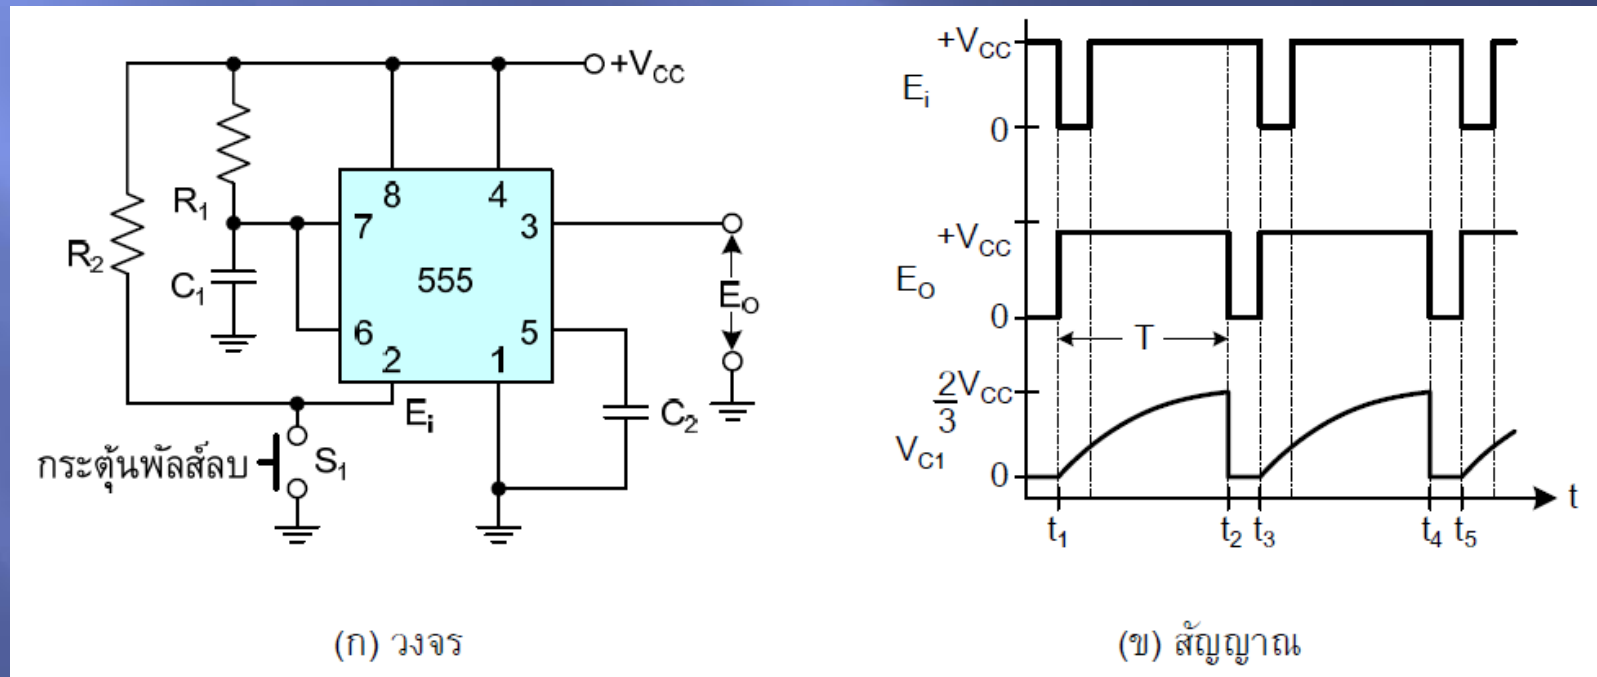 +VCC
R1
R2
C1
8
4
7
3
555
6
5
2
1
EO
Ei
C2
กระตุ้นพัลส์ลบ
S1
(ก) วงจร
+VCC
Ei
0
+VCC
EO
0
T
2/3 VCC
VC1
0
t
t1 t2 t3 t4 t5
(ข) สัญญาณ